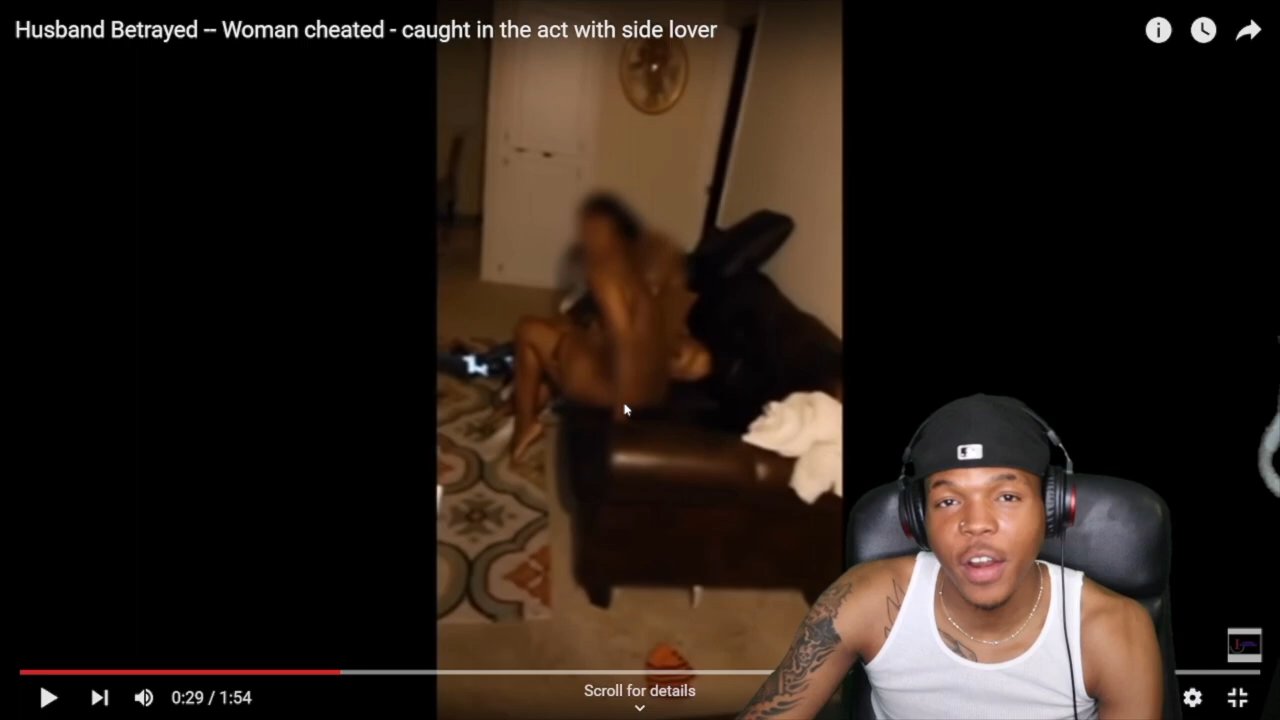 Husband Betrayed -- Woman cheated - caught in the act with side lover
0:29 / 1:54
Scroll for details